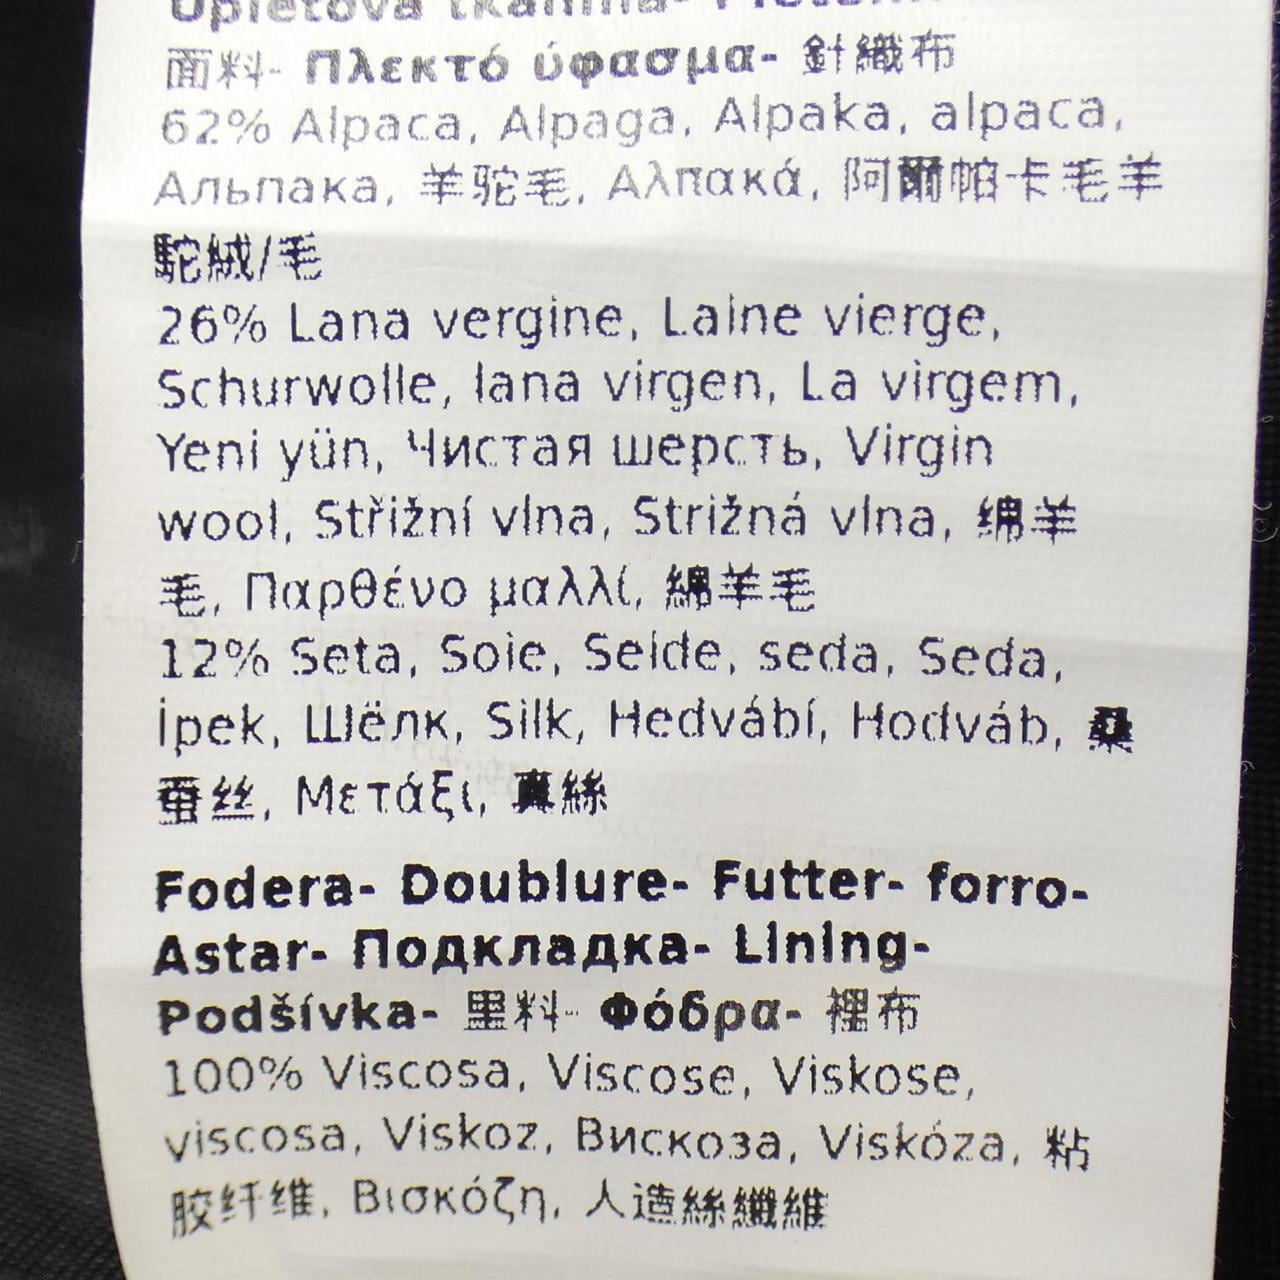 Úpletová tkanina-
面料- Πλεκτό ύφασμα- 針織布
62% Alpaca, Alpaga, Alpaka, alpaca,
Альпака, 羊驼毛, Αλπακά, 阿爾帕卡毛羊
駝絨/毛
26% Lana vergine, Laine vierge,
Schurwolle, lana virgen, La virgem,
Yeni yün, Чистая шерсть, Virgin
wool, Střižní vlna, Strižná vlna, 绵羊
毛, Παρθένο μαλλί, 綿羊毛
12% Seta, Soie, Seide, seda, Seda,
İpek, Шёлк, Silk, Hedvábí, Hodváb, 桑
蚕丝, Μετάξι, 真絲
Fodera- Doublure- Futter- forro-
Astar- Подкладка- Lining-
Podšívka- 里料- Φόδρα- 裡布
100% Viscosa, Viscose, Viskose,
viscosa, Viskoz, Вискоза, Viskóza, 粘
胶纤维, Βισκόζη, 人造絲纖維